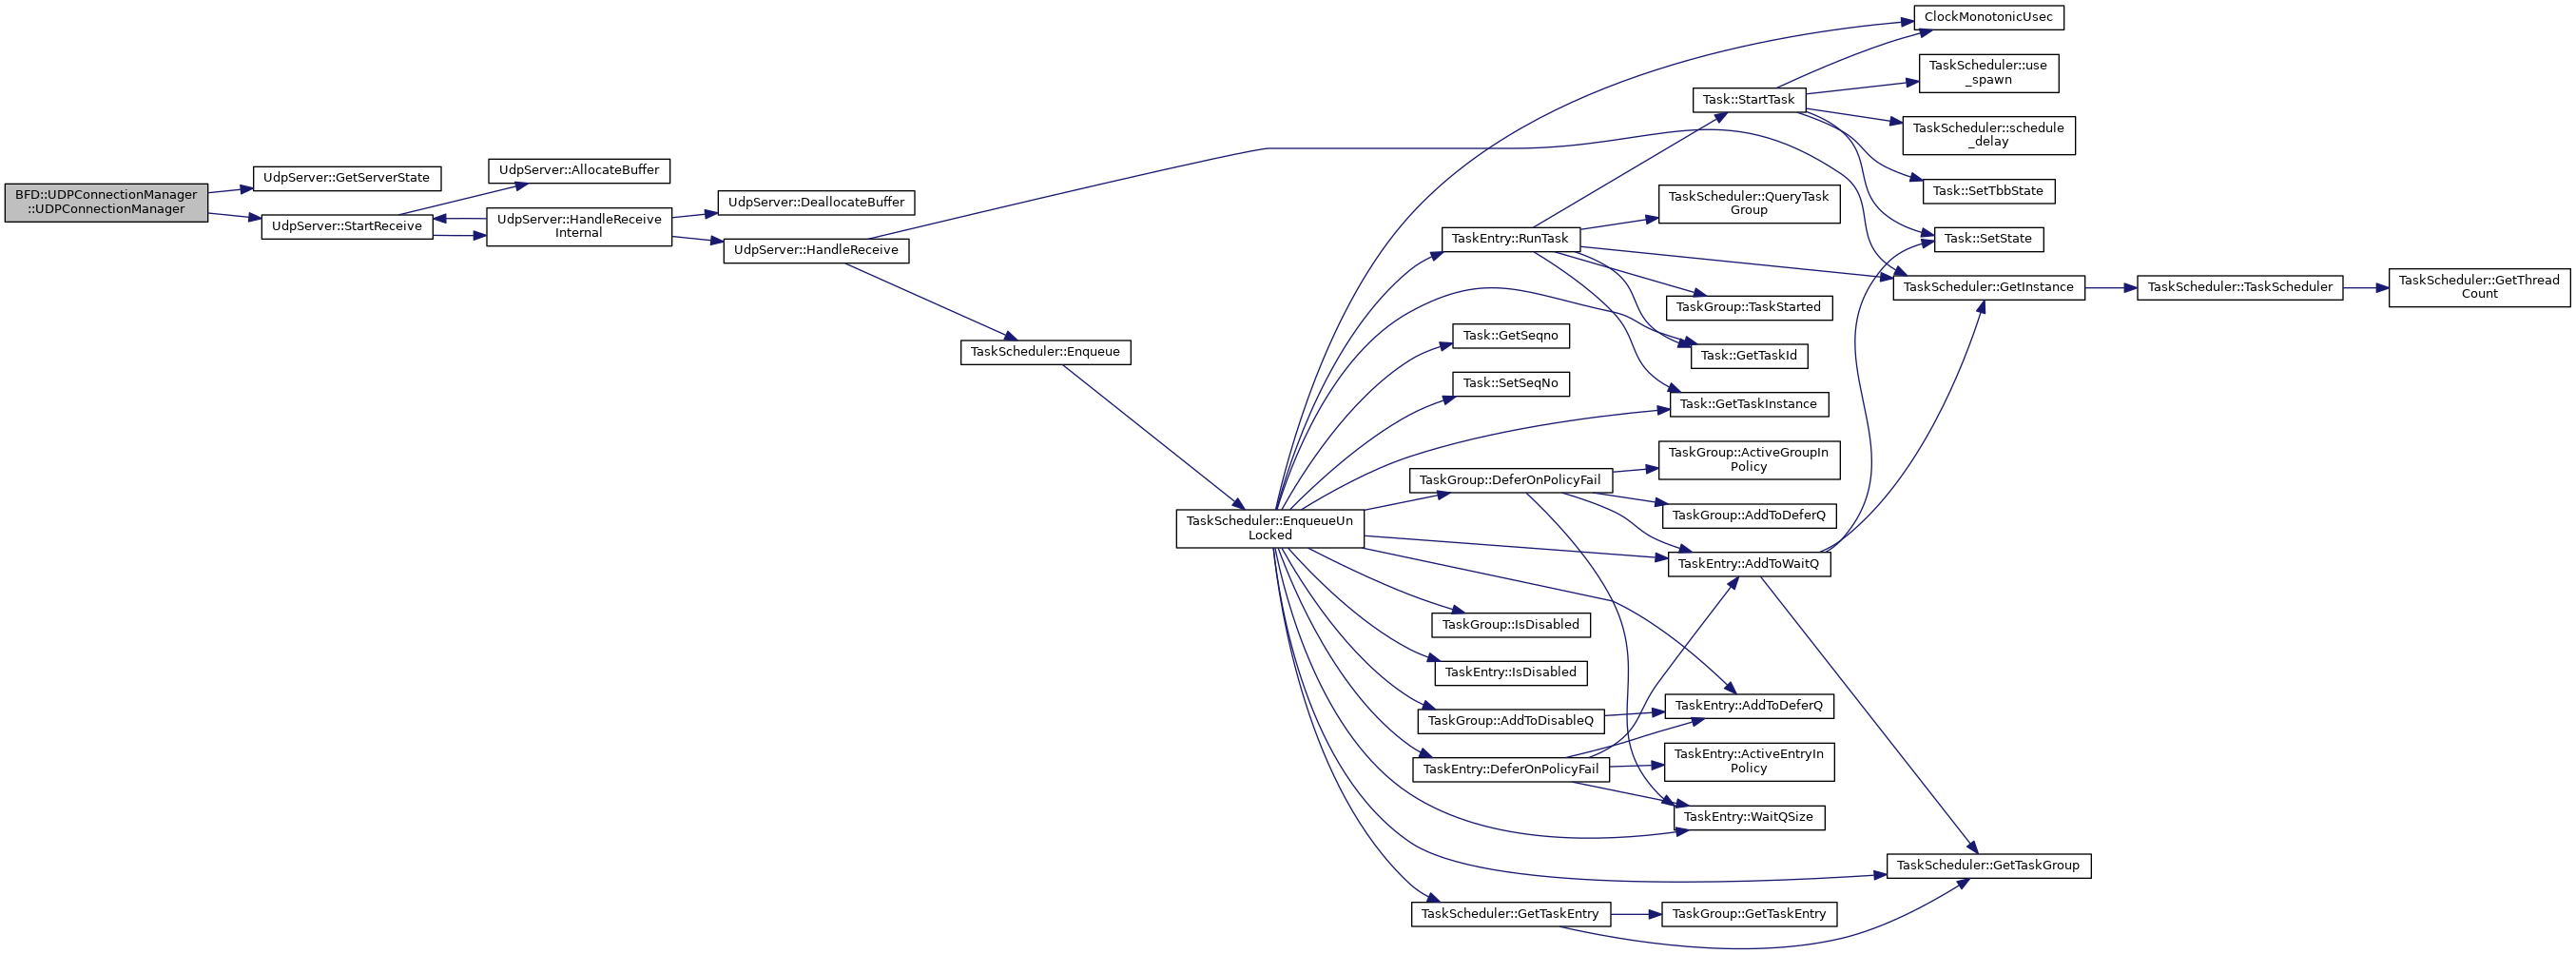 BFD::UDPConnectionManager
::UDPConnectionManager
UdpServer::GetServerState
UdpServer::StartReceive
UdpServer::AllocateBuffer
UdpServer::HandleReceive
Internal
UdpServer::DeallocateBuffer
UdpServer::HandleReceive
TaskScheduler::Enqueue
TaskScheduler::EnqueueUn
Locked
TaskEntry::RunTask
Task::GetSeqno
Task::SetSeqNo
TaskGroup::DeferOnPolicyFail
TaskGroup::IsDisabled
TaskEntry::IsDisabled
TaskGroup::AddToDisableQ
TaskEntry::DeferOnPolicyFail
TaskScheduler::GetTaskEntry
Task::StartTask
TaskScheduler::QueryTask
Group
TaskGroup::TaskStarted
Task::GetTaskId
Task::GetTaskInstance
TaskGroup::ActiveGroupIn
Policy
TaskGroup::AddToDeferQ
TaskEntry::AddToWaitQ
TaskEntry::AddToDeferQ
TaskEntry::ActiveEntryIn
Policy
TaskEntry::WaitQSize
TaskGroup::GetTaskEntry
ClockMonotonicUsec
TaskScheduler::use
_spawn
TaskScheduler::schedule
_delay
Task::SetTbbState
Task::SetState
TaskScheduler::GetInstance
TaskScheduler::GetTaskGroup
TaskScheduler::TaskScheduler
TaskScheduler::GetThread
Count